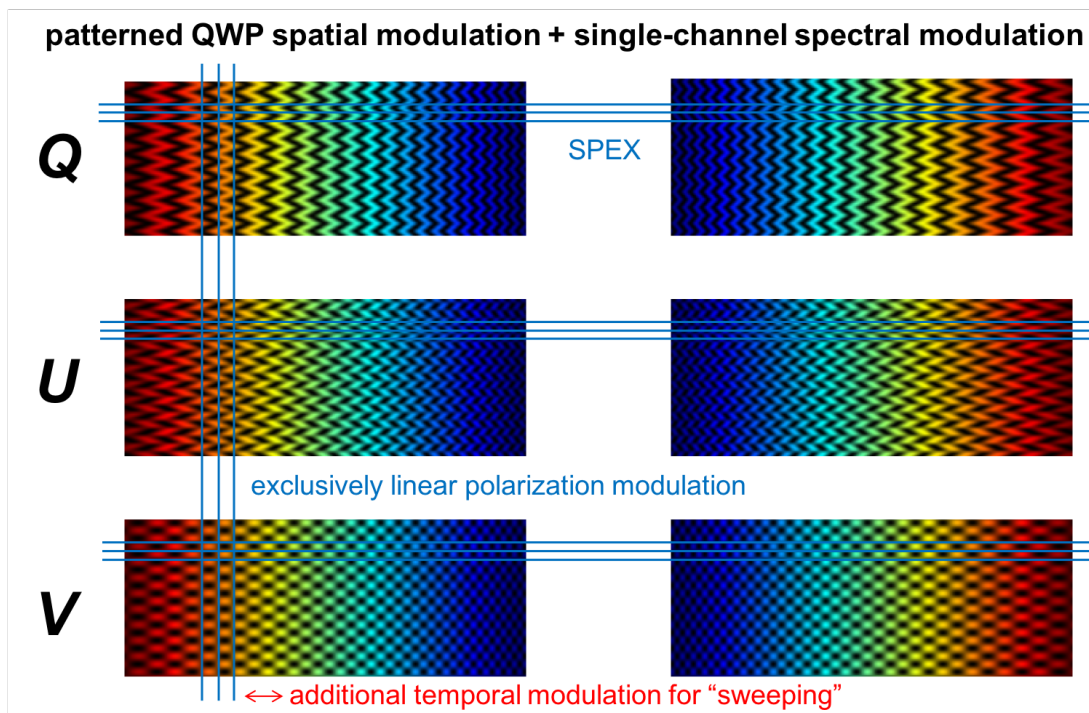 patterned QWP spatial modulation + single-channel spectral modulation
Q
SPEX
U
exclusively linear polarization modulation
V
↔ additional temporal modulation for “sweeping”